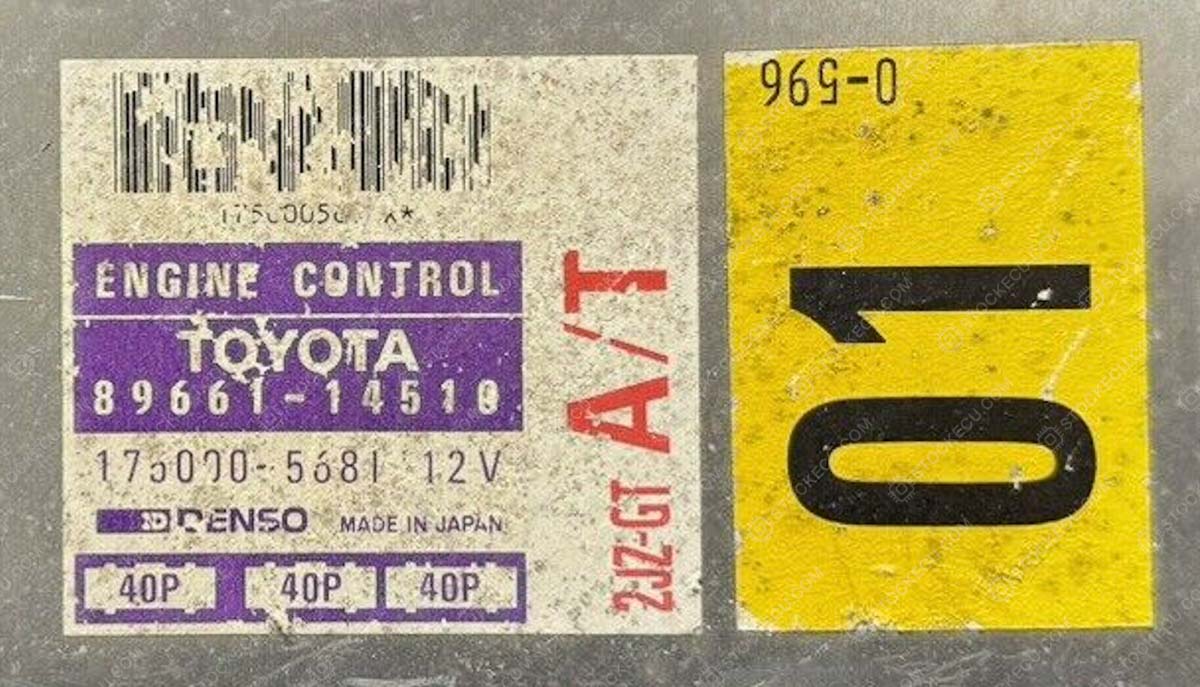 ENGINE CONTROL
TOYOTA
89661-14510
175000-5681 12V
DENSO MADE IN JAPAN
40P 40P 40P
2JZ-GT A/T
0-596
01